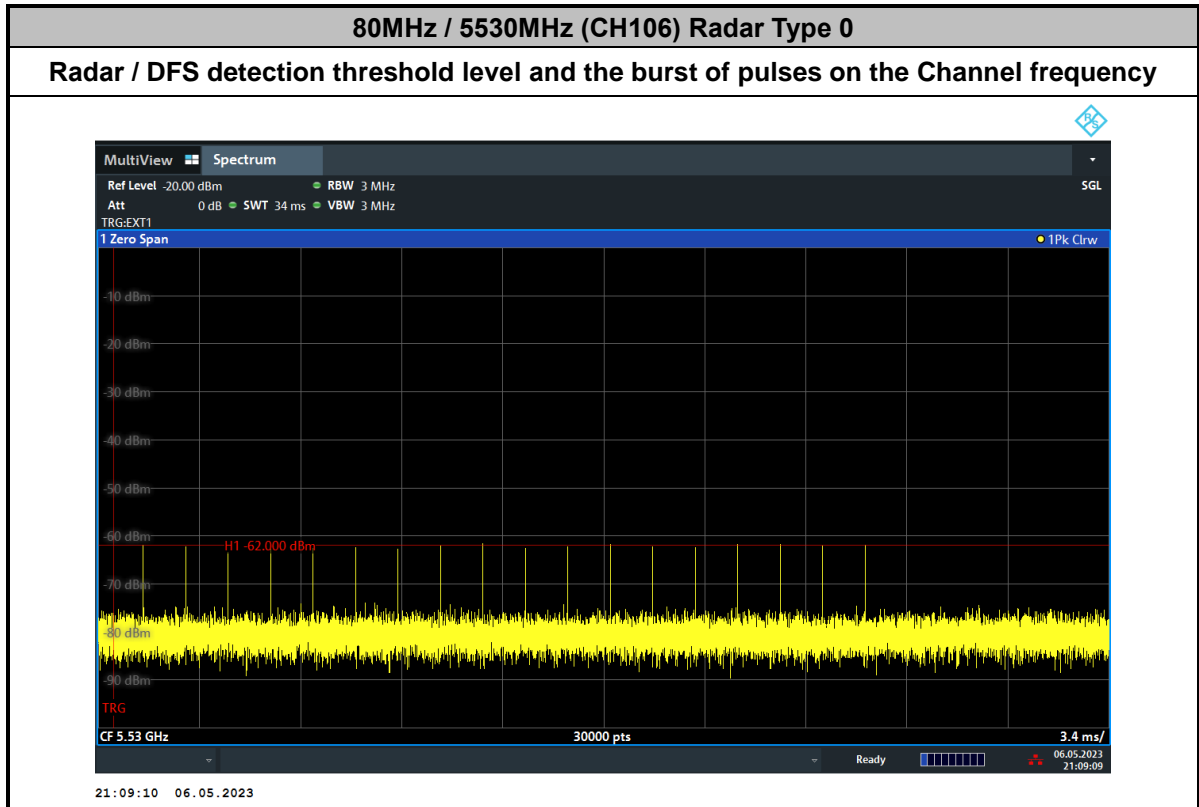 80MHz / 5530MHz (CH106) Radar Type 0
Radar / DFS detection threshold level and the burst of pulses on the Channel frequency
R&S
MultiView Spectrum
Ref Level -20.00 dBm RBW 3 MHz SGL
Att 0 dB SWT 34 ms VBW 3 MHz
TRG:EXT1
1 Zero Span 1Pk Clrw
-10 dBm
-20 dBm
-30 dBm
-40 dBm
-50 dBm
-60 dBm
H1 -62.000 dBm
-70 dBm
-80 dBm
-90 dBm
TRG
CF 5.53 GHz 30000 pts 3.4 ms/
Ready 06.05.2023
21:09:09
21:09:10 06.05.2023